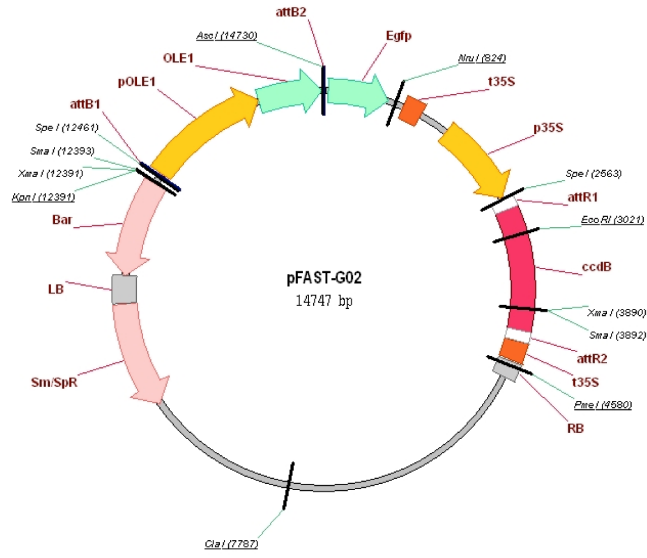 attB2
AscI (14730)
Egfp
OLE1
NruI (824)
pOLE1
t35S
attB1
p35S
SpeI (12461)
SmaI (12393)
SpeI (2563)
XmaI (12391)
attR1
KpnI (12391)
EcoRI (3021)
Bar
ccdB
pFAST-G02
LB
14747 bp
XmaI (3890)
SmaI (3892)
attR2
Sm/SpR
t35S
PmeI (4580)
RB
ClaI (7787)